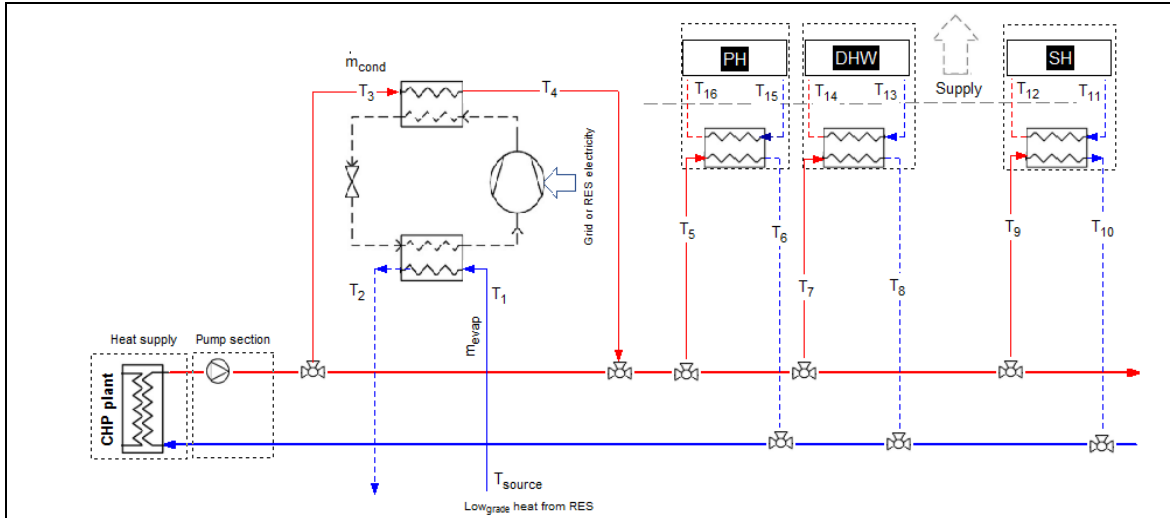 PH
DHW
SH
ṁcond
T3
T4
T16
T15
T14
T13
Supply
T12
T11
Grid or RES electricity
T5
T6
T7
T8
T9
T10
T2
T1
ṁevap
Heat supply
Pump section
CHP plant
Tsource
Lowgrade heat from RES